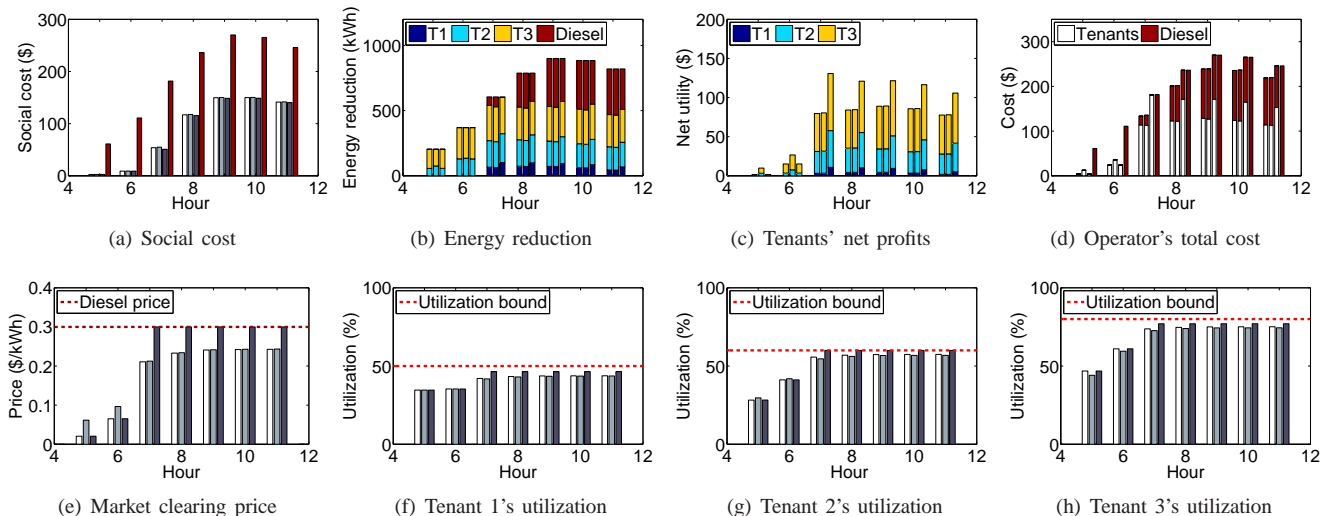 Social cost ($)
300
200
100
0
4 6 8 10 12
Hour
(a) Social cost
Energy reduction (kWh)
1000
500
0
T1 T2 T3 Diesel
4 6 8 10 12
Hour
(b) Energy reduction
Net utility ($)
200
150
100
50
0
T1 T2 T3
4 6 8 10 12
Hour
(c) Tenants' net profits
Cost ($)
300
200
100
0
Tenants Diesel
4 6 8 10 12
Hour
(d) Operator's total cost
Price ($/kWh)
0.4
0.3
0.2
0.1
0
Diesel price
4 6 8 10 12
Hour
(e) Market clearing price
Utilization (%)
100
50
0
Utilization bound
4 6 8 10 12
Hour
(f) Tenant 1's utilization
Utilization (%)
100
50
0
Utilization bound
4 6 8 10 12
Hour
(g) Tenant 2's utilization
Utilization (%)
100
50
0
Utilization bound
4 6 8 10 12
Hour
(h) Tenant 3's utilization